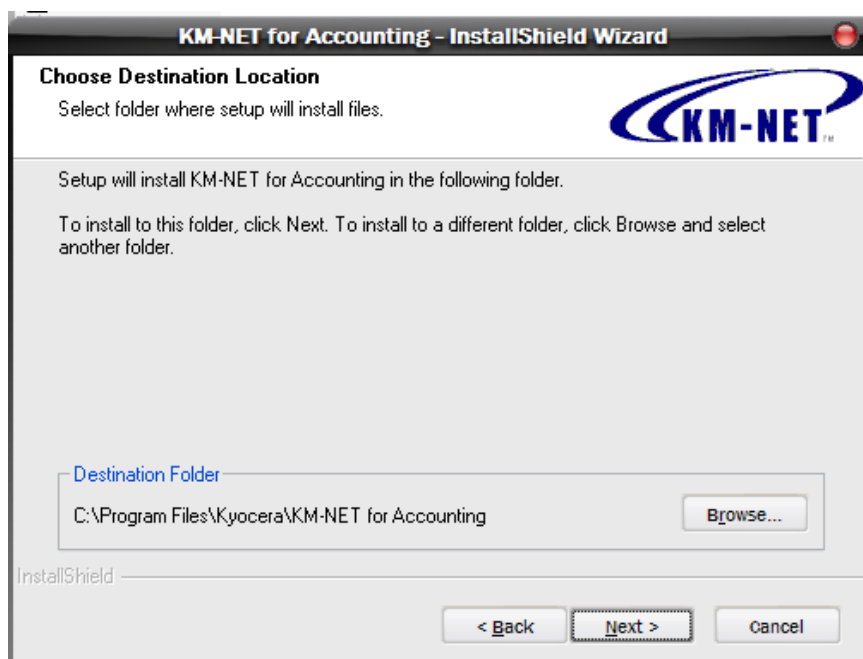 KM-NET for Accounting - InstallShield Wizard
Choose Destination Location
Select folder where setup will install files.
KM-NET
Setup will install KM-NET for Accounting in the following folder.
To install to this folder, click Next. To install to a different folder, click Browse and select
another folder.
Destination Folder
C:\Program Files\Kyocera\KM-NET for Accounting
Browse...
InstallShield
< Back
Next >
Cancel